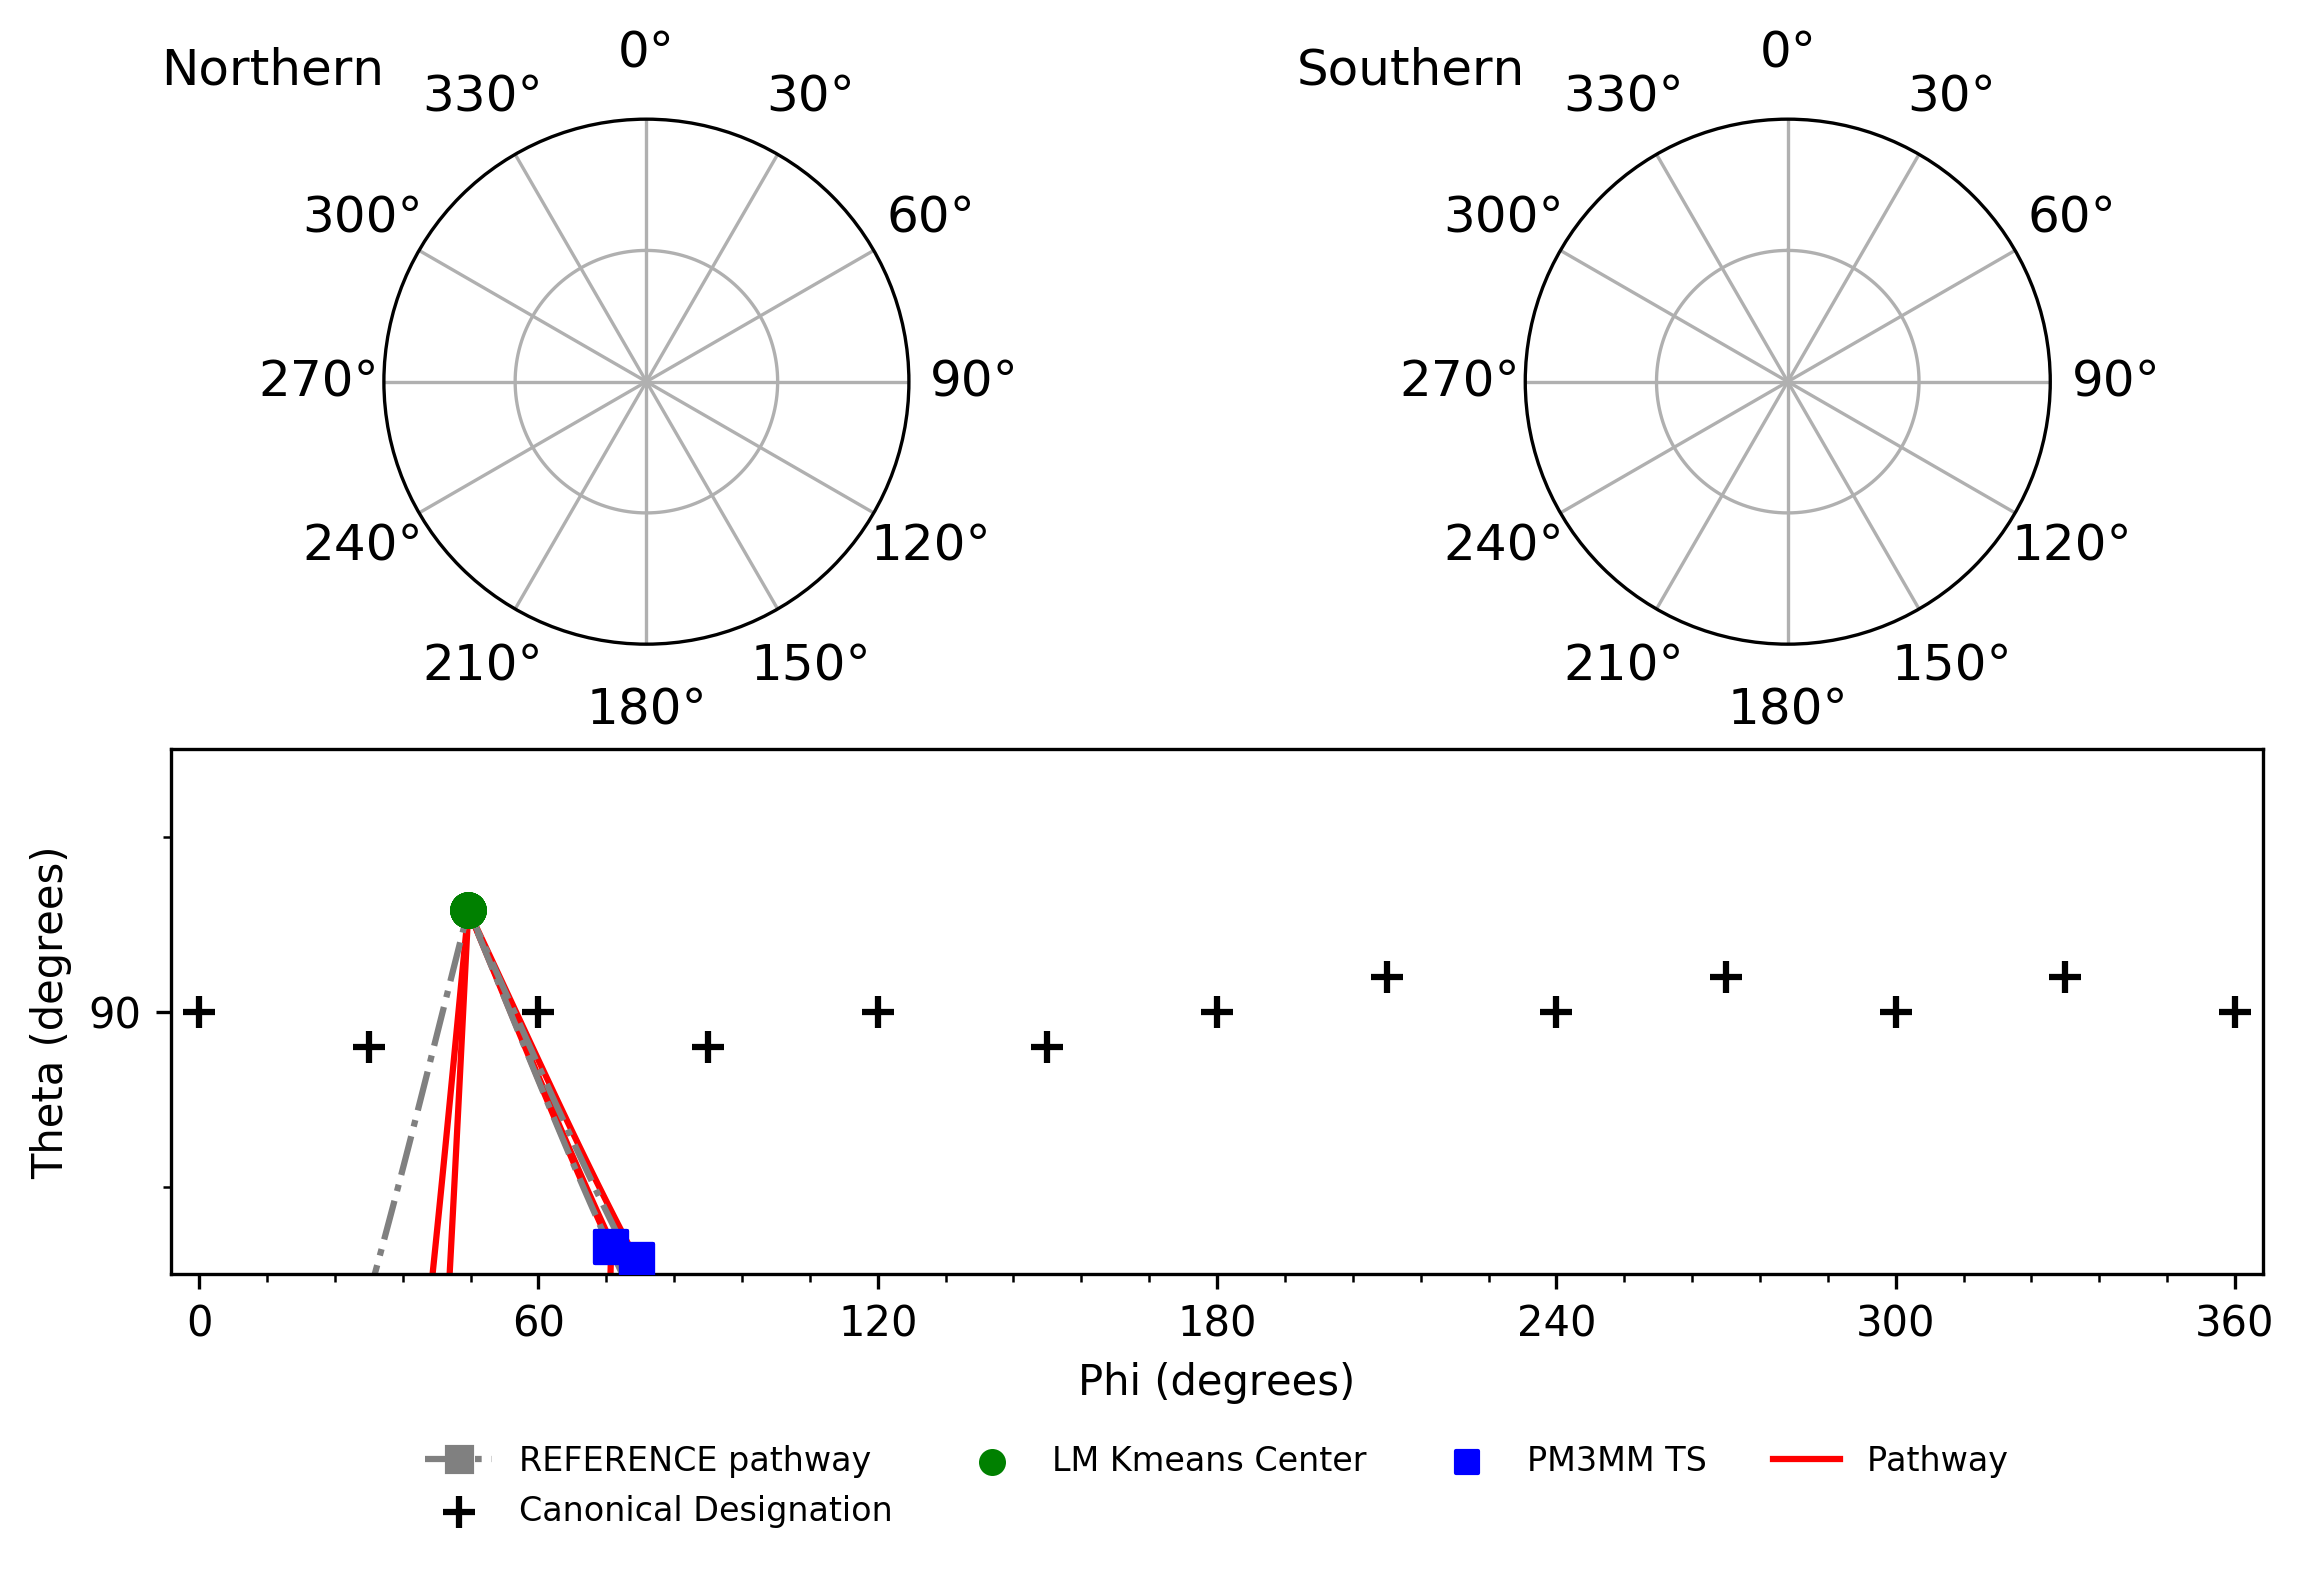 Northern
0°
330°
30°
300°
60°
270°
90°
240°
120°
210°
150°
180°
Southern
0°
330°
30°
300°
60°
270°
90°
240°
120°
210°
150°
180°
Theta (degrees)
90
0 60 120 180 240 300 360
Phi (degrees)
REFERENCE pathway
Canonical Designation
LM Kmeans Center
PM3MM TS
Pathway